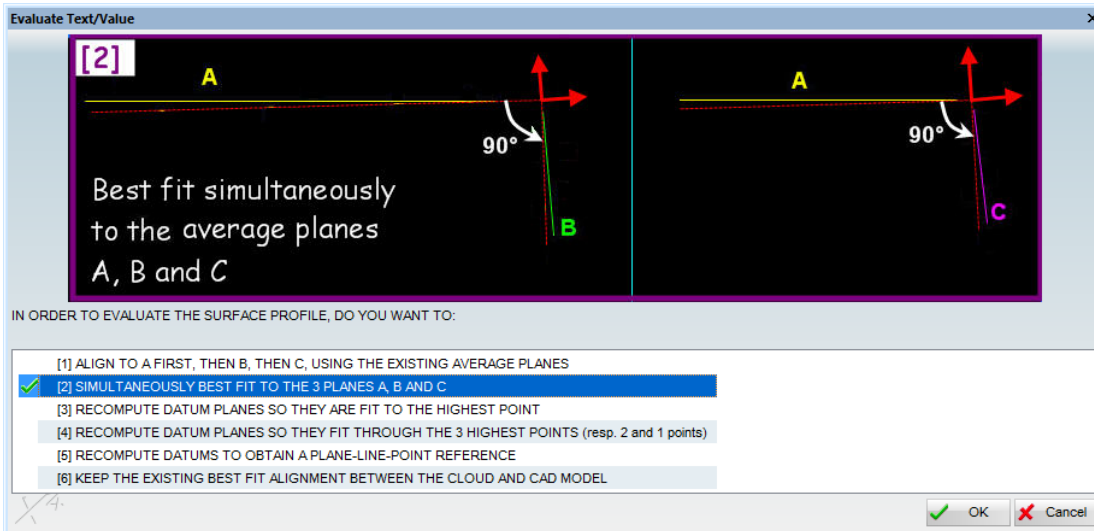 Evaluate Text/Value
[2]
A
90°
B
Best fit simultaneously
to the average planes
A, B and C
A
90°
C
IN ORDER TO EVALUATE THE SURFACE PROFILE, DO YOU WANT TO:
[1] ALIGN TO A FIRST, THEN B, THEN C, USING THE EXISTING AVERAGE PLANES
[2] SIMULTANEOUSLY BEST FIT TO THE 3 PLANES A, B AND C
[3] RECOMPUTE DATUM PLANES SO THEY ARE FIT TO THE HIGHEST POINT
[4] RECOMPUTE DATUM PLANES SO THEY FIT THROUGH THE 3 HIGHEST POINTS (resp. 2 and 1 points)
[5] RECOMPUTE DATUMS TO OBTAIN A PLANE-LINE-POINT REFERENCE
[6] KEEP THE EXISTING BEST FIT ALIGNMENT BETWEEN THE CLOUD AND CAD MODEL
OK
Cancel